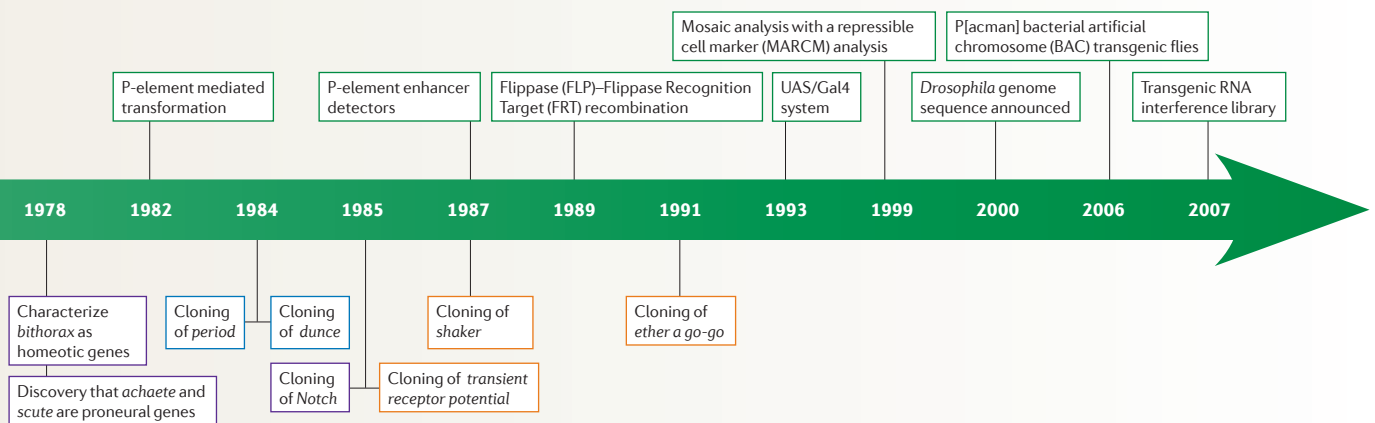 Mosaic analysis with a repressible
cell marker (MARCM) analysis
P[acman] bacterial artificial
chromosome (BAC) transgenic flies
P-element mediated
transformation
P-element enhancer
detectors
Flippase (FLP)–Flippase Recognition
Target (FRT) recombination
UAS/Gal4
system
Drosophila genome
sequence announced
Transgenic RNA
interference library
1978 1982 1984 1985 1987 1989 1991 1993 1999 2000 2006 2007
Characterize
bithorax as
homeotic genes
Discovery that achaete and
scute are proneural genes
Cloning
of period
Cloning
of dunce
Cloning
of Notch
Cloning of transient
receptor potential
Cloning of
shaker
Cloning of
ether a go-go